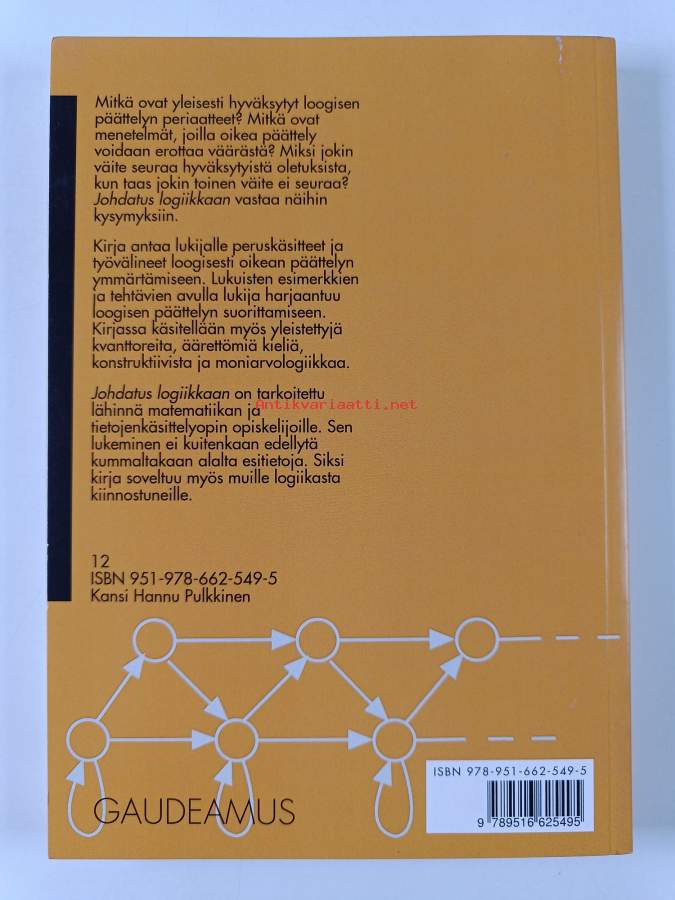 Mitkä ovat yleisesti hyväksytyt loogisen
päättelyn periaatteet? Mitkä ovat
menetelmät, joilla oikea päättely
voidaan erottaa väärästä? Miksi jokin
väite seuraa hyväksytyistä oletuksista,
kun taas jokin toinen väite ei seuraa?
Johdatus logiikkaan vastaa näihin
kysymyksiin.
Kirja antaa lukijalle peruskäsitteet ja
työvälineet loogisesti oikean päättelyn
ymmärtämiseen. Lukuisten esimerkkien
ja tehtävien avulla lukija harjaantuu
loogisen päättelyn suorittamiseen.
Kirjassa käsitellään myös yleistettyjä
kvanttoreita, äärettömiä kieliä,
konstruktiivista ja moniarvologiikkaa.
Johdatus logiikkaan on tarkoitettu
lähinnä matematiikan ja
Antikvariaatti.net
tietojenkäsittelyopin opiskelijoille. Sen
lukeminen ei kuitenkaan edellytä
kummaltakaan alalta esitietoja. Siksi
kirja soveltuu myös muille logiikasta
kiinnostuneille.
12
ISBN 951-978-662-549-5
Kansi Hannu Pulkkinen
GAUDEAMUS
ISBN 978-951-662-549-5
9 789516 625495